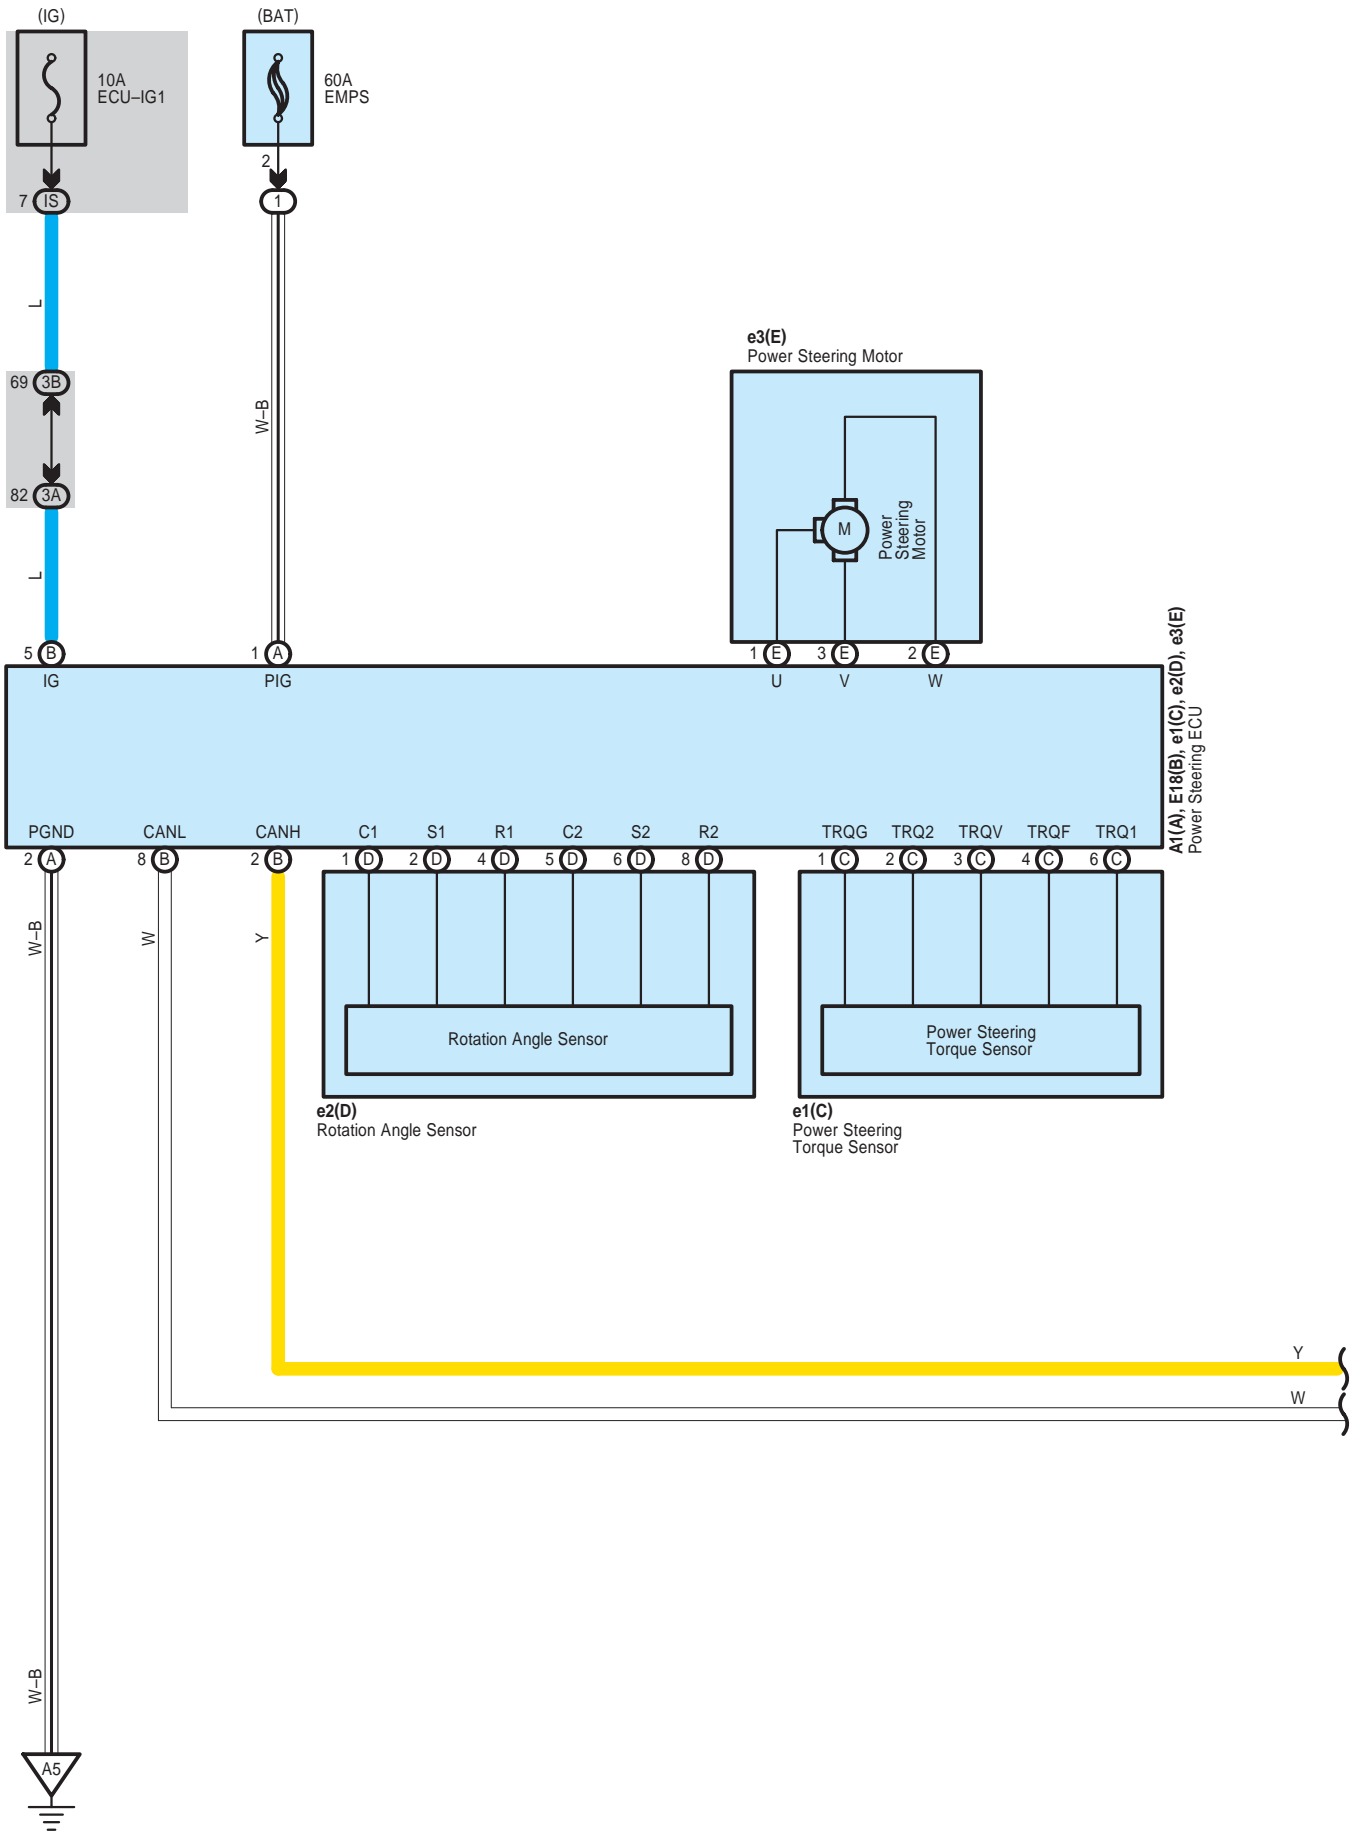 (IG)
(BAT)
10A
ECU–IG1
60A
EMPS
2
7 IS
1
L
e3(E)
Power Steering Motor
69 3B
W–B
82 3A
M
Power
Steering
Motor
L
5 B
1 A
1 E
3 E
2 E
IG
PIG
U
V
W
A1(A), E18(B), e1(C), e2(D), e3(E)
Power Steering ECU
PGND
CANL
CANH
C1
S1
R1
C2
S2
R2
TRQG
TRQ2
TRQV
TRQF
TRQ1
2 A
8 B
2 B
1 D
2 D
4 D
5 D
6 D
8 D
1 C
2 C
3 C
4 C
6 C
W–B
W
Y
Rotation Angle Sensor
Power Steering
Torque Sensor
e2(D)
Rotation Angle Sensor
e1(C)
Power Steering
Torque Sensor
Y
W
W–B
A5